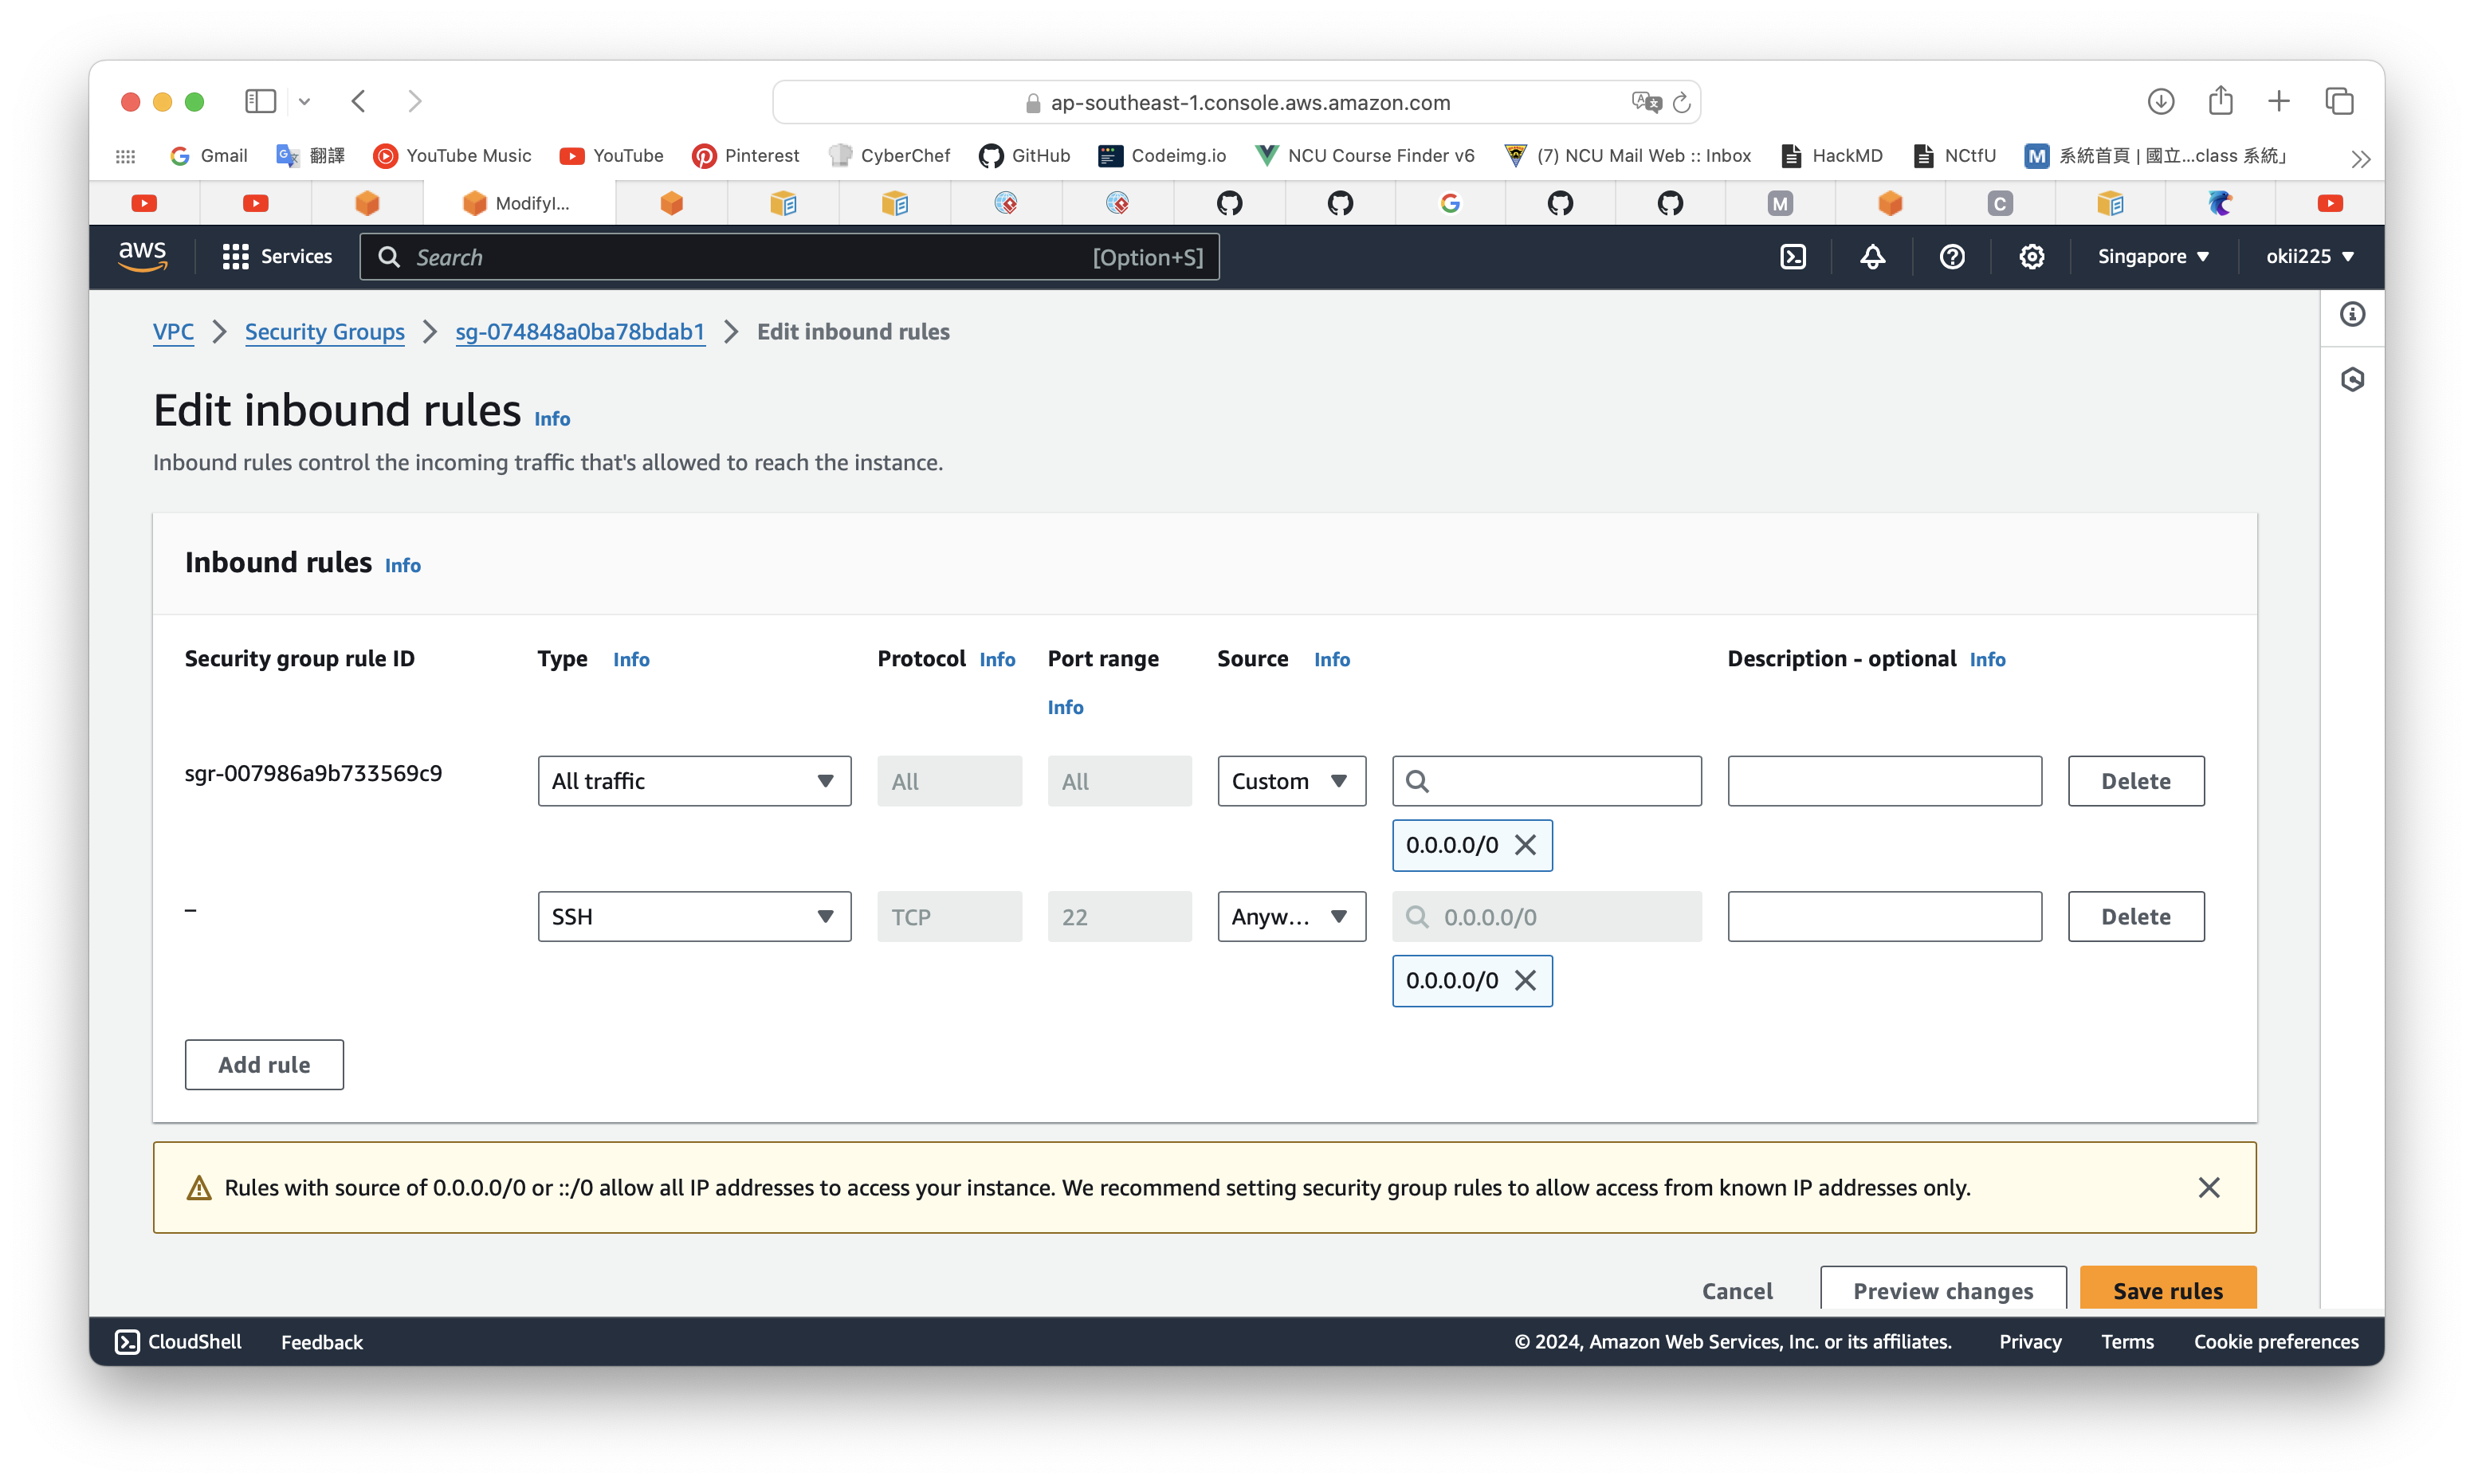 ap-southeast-1.console.aws.amazon.com
Gmail 翻譯 YouTube Music YouTube Pinterest CyberChef GitHub Codeimg.io NCU Course Finder v6 (7) NCU Mail Web :: Inbox HackMD NCtfU 系統首頁 | 國立...class 系統」
ModifyI...
M
C
aws Services Search [Option+S] Singapore okii225
VPC Security Groups sg-074848a0ba78bdab1 Edit inbound rules
Edit inbound rules Info
Inbound rules control the incoming traffic that's allowed to reach the instance.
Inbound rules Info
Security group rule ID Type Info Protocol Info Port range Source Info Description - optional Info
Info
sgr-007986a9b733569c9 All traffic All All Custom Delete
0.0.0.0/0
– SSH TCP 22 Anyw... 0.0.0.0/0 Delete
0.0.0.0/0
Add rule
Rules with source of 0.0.0.0/0 or ::/0 allow all IP addresses to access your instance. We recommend setting security group rules to allow access from known IP addresses only.
Cancel Preview changes Save rules
CloudShell Feedback © 2024, Amazon Web Services, Inc. or its affiliates. Privacy Terms Cookie preferences